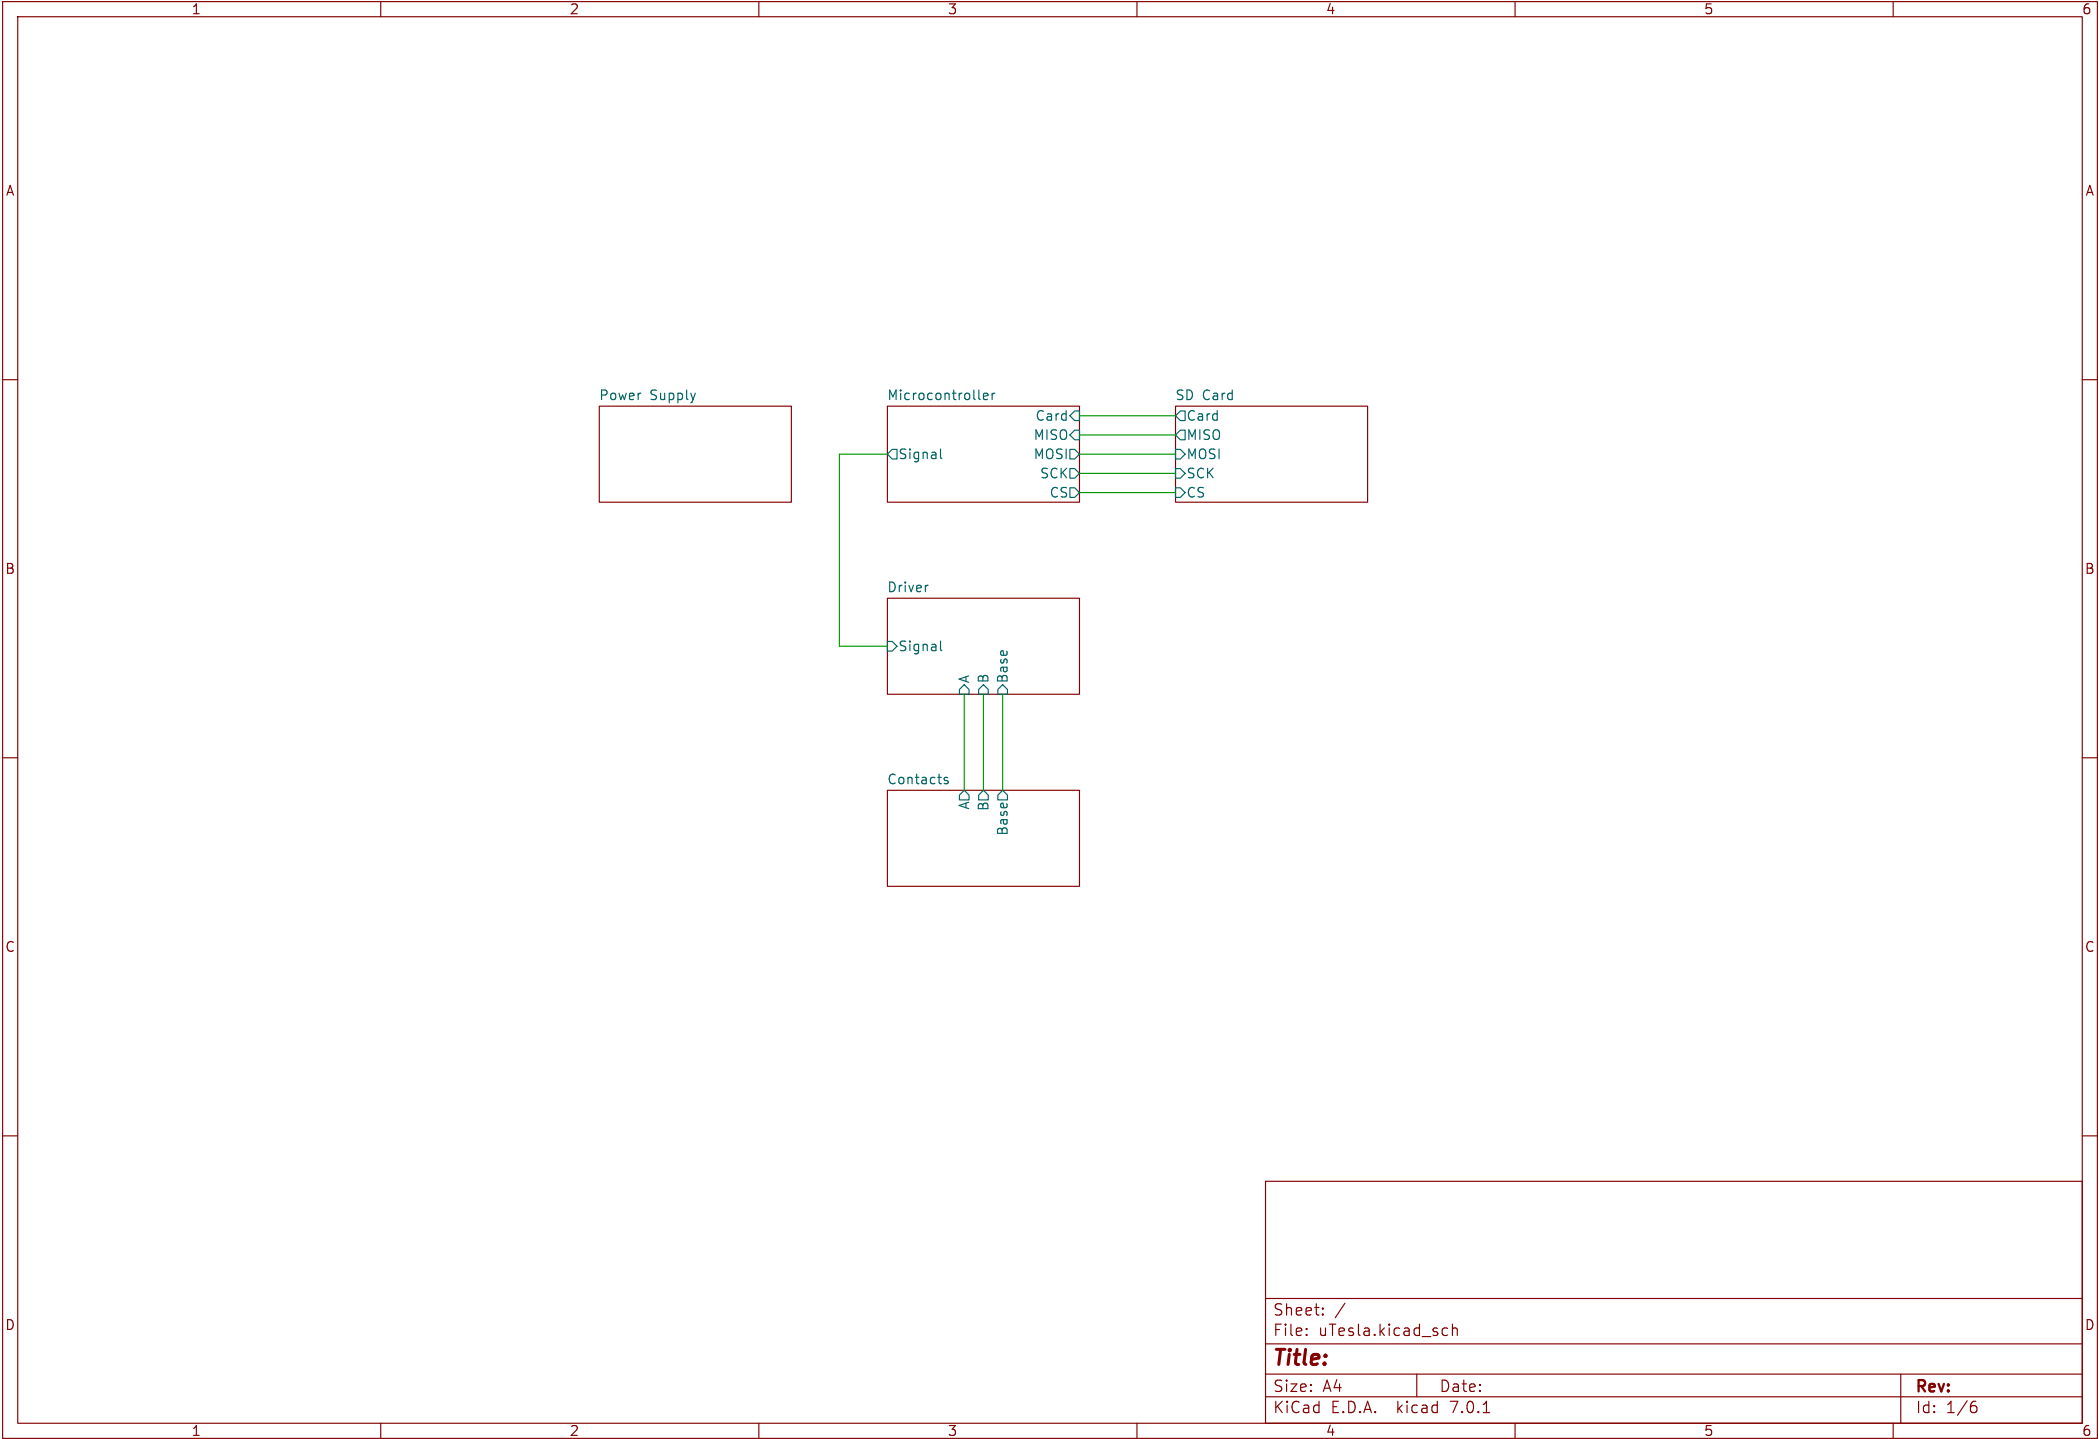 1 2 3 4 5 6
A A
Power Supply Microcontroller SD Card
Card Card
MISO MISO
Signal MOSI MOSI
SCK SCK
CS CS
B B
Driver
Signal
A B Base
Contacts
A B Base
C C
Sheet: /
File: uTesla.kicad_sch
D D
Title:
Size: A4 Date: Rev:
KiCad E.D.A. kicad 7.0.1 Id: 1/6
1 2 3 4 5 6